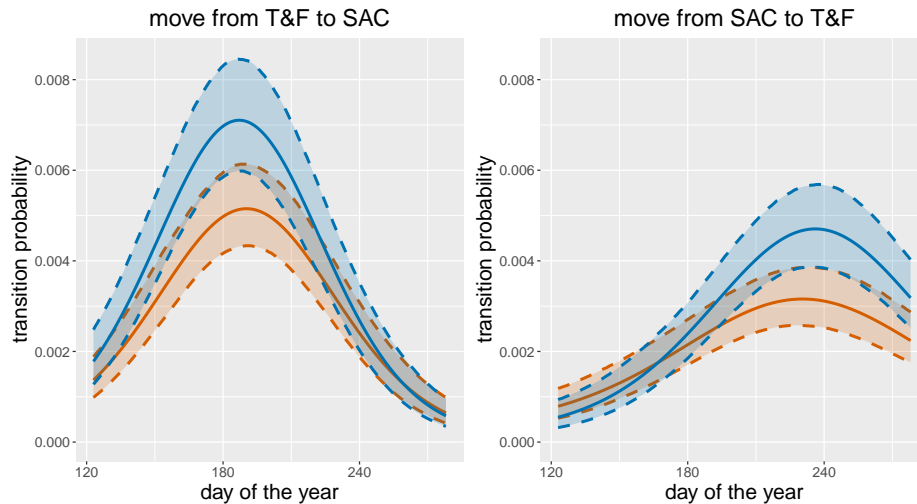 move from T&F to SAC
transition probability
0.008
0.006
0.004
0.002
0.000
120
180
240
day of the year
move from SAC to T&F
transition probability
0.008
0.006
0.004
0.002
0.000
120
180
240
day of the year